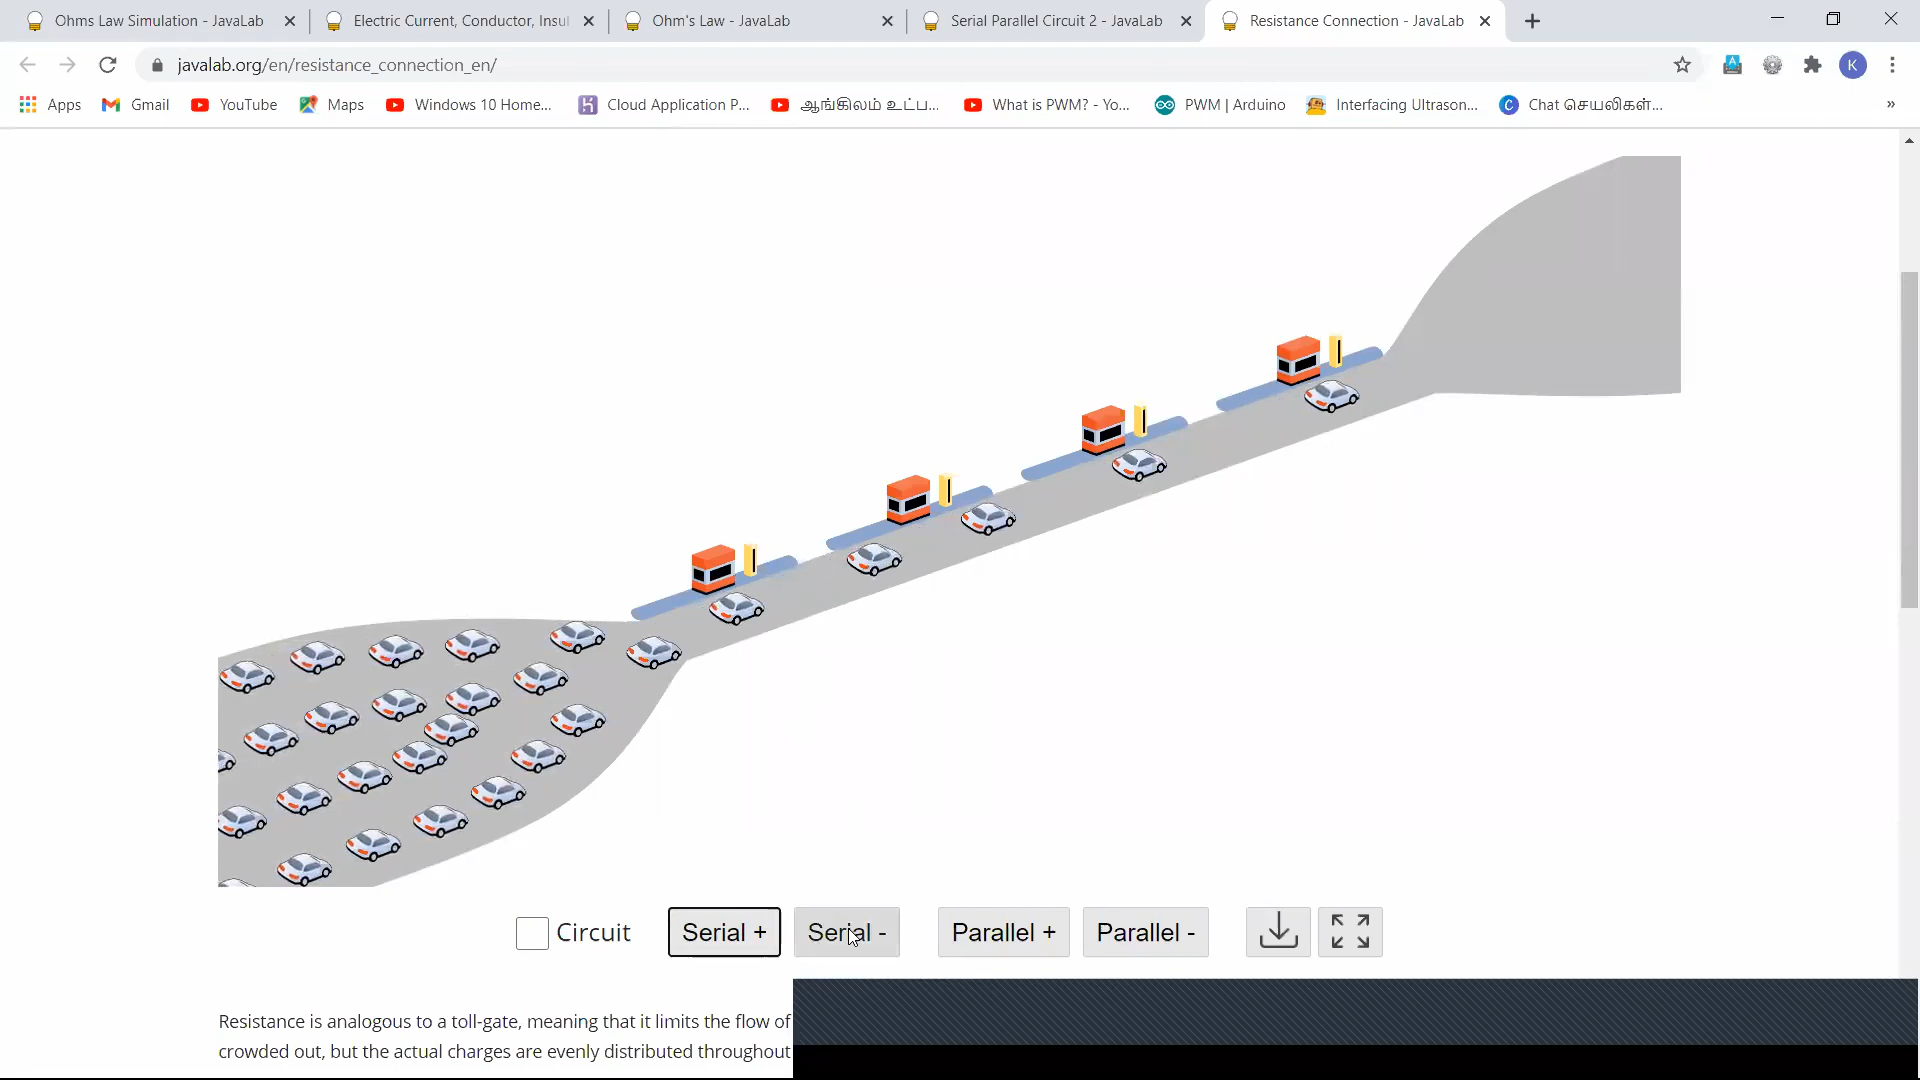 Ohms Law Simulation - JavaLab
Electric Current, Conductor, Insul
Ohm's Law - JavaLab
Serial Parallel Circuit 2 - JavaLab
Resistance Connection - JavaLab
javalab.org/en/resistance_connection_en/
K
Apps
Gmail
YouTube
Maps
Windows 10 Home...
Cloud Application P...
ஆங்கிலம் உட்ப...
What is PWM? - Yo...
PWM | Arduino
Interfacing Ultrason...
Chat செயலிகள்...
Circuit
Serial +
Serial -
Parallel +
Parallel -
Resistance is analogous to a toll-gate, meaning that it limits the flow of
crowded out, but the actual charges are evenly distributed throughout